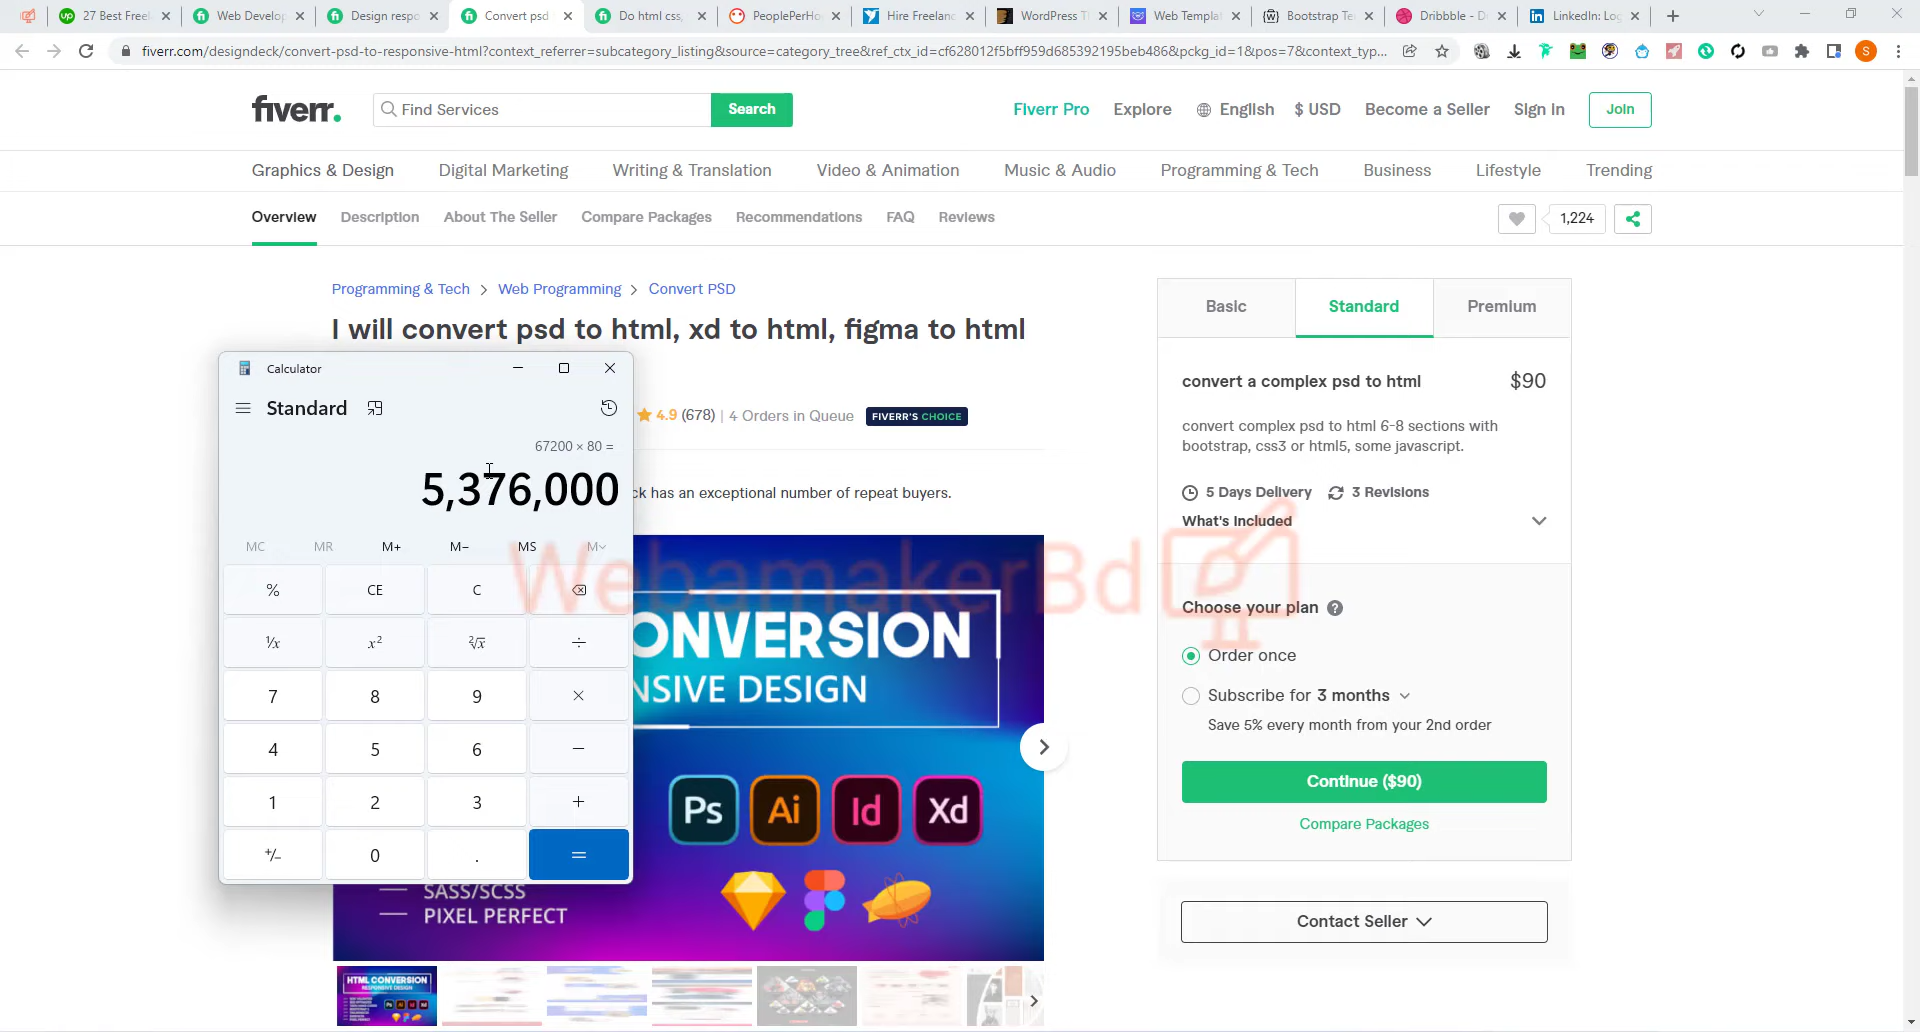 27 Best Freel
Web Develop
Design respo
Convert psd
Do html css,
PeoplePerHo
Hire Freelanc
WordPress Th
Web Templat
Bootstrap Te
Dribbble - D
LinkedIn: Log
fiverr.com/designdeck/convert-psd-to-responsive-html?context_referrer=subcategory_listing&source=category_tree&ref_ctx_id=cf628012f5bff959d685392195beb486&pckg_id=1&pos=7&context_typ...
S
fiverr.
Find Services
Search
Fiverr Pro
Explore
English
$ USD
Become a Seller
Sign in
Join
Graphics & Design
Digital Marketing
Writing & Translation
Video & Animation
Music & Audio
Programming & Tech
Business
Lifestyle
Trending
Overview
Description
About The Seller
Compare Packages
Recommendations
FAQ
Reviews
1,224
Programming & Tech > Web Programming > Convert PSD
I will convert psd to html, xd to html, figma to html
4.9 (678) | 4 Orders in Queue
FIVERR'S CHOICE
has an exceptional number of repeat buyers.
Calculator
Standard
67200 × 80 =
5,376,000
MC MR M+ M− MS M
% CE C
¹/x x² ²√x ÷
7 8 9 ×
4 5 6 −
1 2 3 +
+/− 0 . =
ONVERSION
NSIVE DESIGN
Ps Ai Id Xd
SASS/SCSS
PIXEL PERFECT
WebamakerBd
HTML CONVERSION
RESPONSIVE DESIGN
Basic
Standard
Premium
convert a complex psd to html
$90
convert complex psd to html 6-8 sections with
bootstrap, css3 or html5, some javascript.
5 Days Delivery
3 Revisions
What's Included
Choose your plan ?
Order once
Subscribe for 3 months
Save 5% every month from your 2nd order
Continue ($90)
Compare Packages
Contact Seller